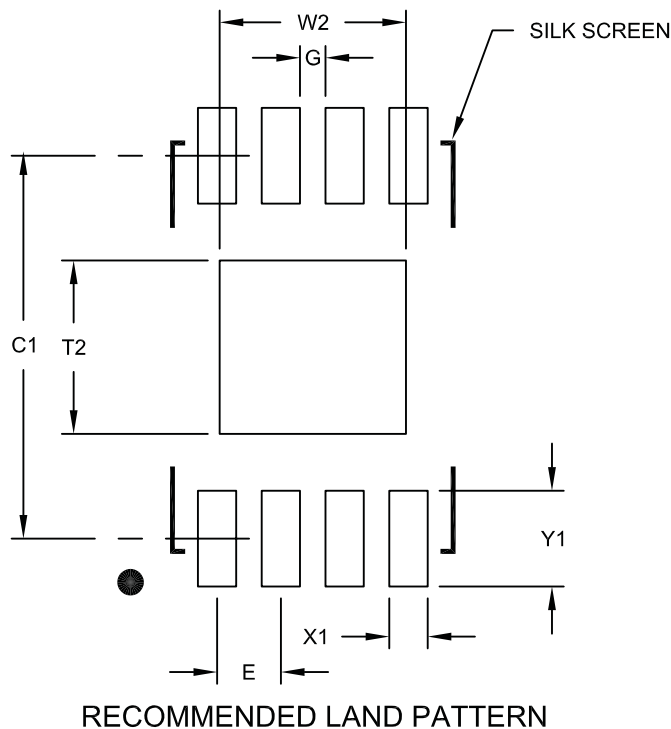 W2
SILK SCREEN
G
C1
T2
Y1
X1
E
RECOMMENDED LAND PATTERN